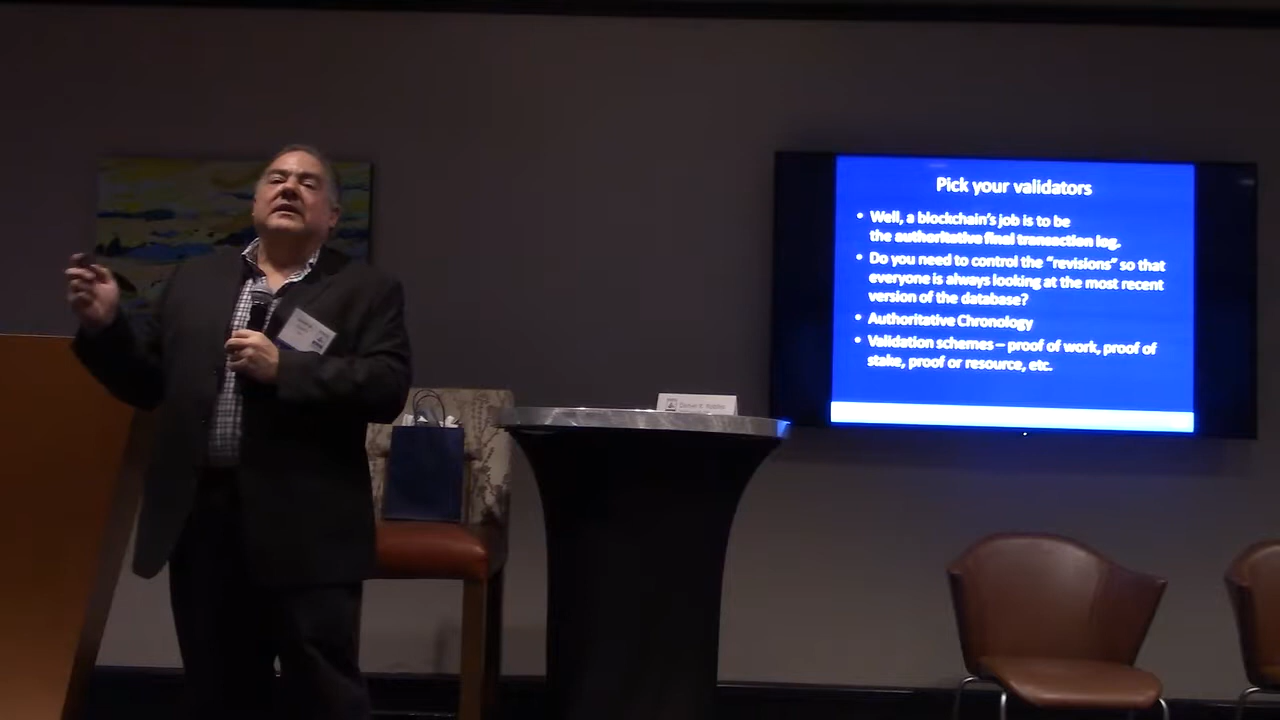 Pick your validators
• Well, a blockchain's job is to be
the authoritative final transaction log.
• Do you need to control the "revisions" so that
everyone is always looking at the most recent
version of the database?
• Authoritative Chronology
• Validation schemes – proof of work, proof of
stake, proof or resource, etc.